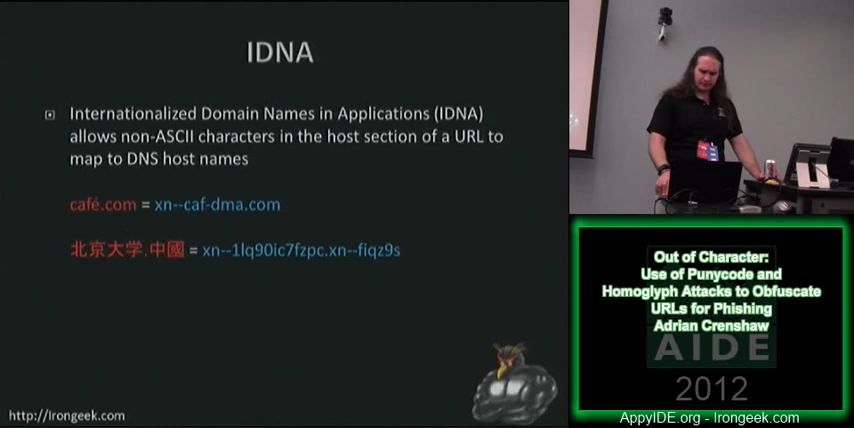 IDNA
Internationalized Domain Names in Applications (IDNA)
allows non-ASCII characters in the host section of a URL to
map to DNS host names
café.com = xn--caf-dma.com
北京大学.中國 = xn--1lq90ic7fzpc.xn--fiqz9s
http://Irongeek.com
Out of Character:
Use of Punycode and
Homoglyph Attacks to Obfuscate
URLs for Phishing
Adrian Crenshaw
AIDE
2012
AppyIDE.org - Irongeek.com